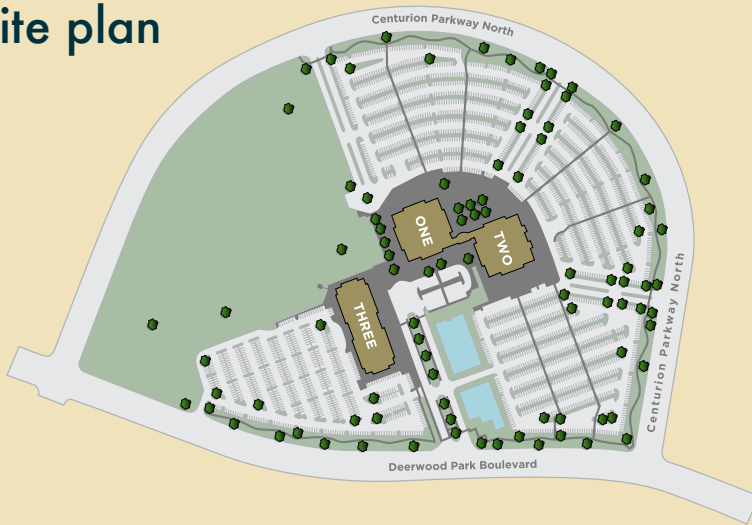 ite plan
Centurion Parkway North
ONE
TWO
THREE
Centurion Parkway North
Deerwood Park Boulevard